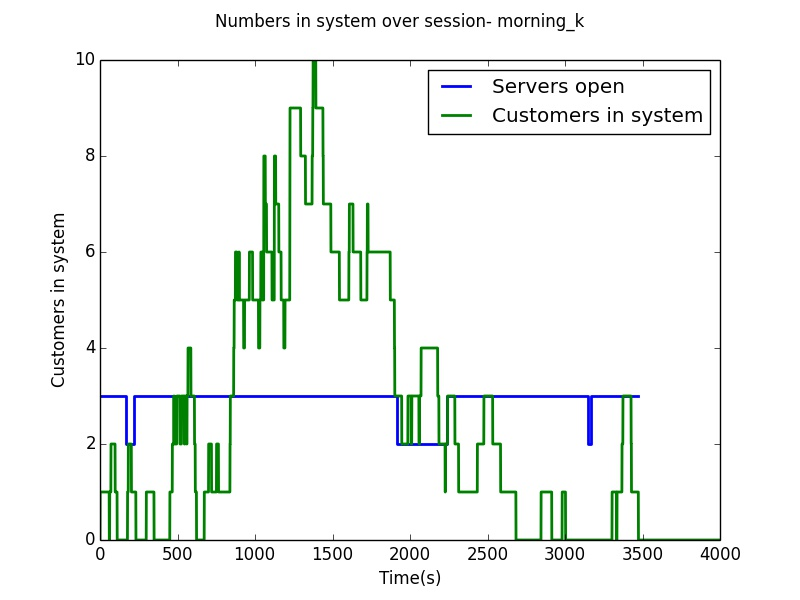 Numbers in system over session- morning_k
10
8
6
4
2
0
Customers in system
Servers open
Customers in system
0 500 1000 1500 2000 2500 3000 3500 4000
Time(s)